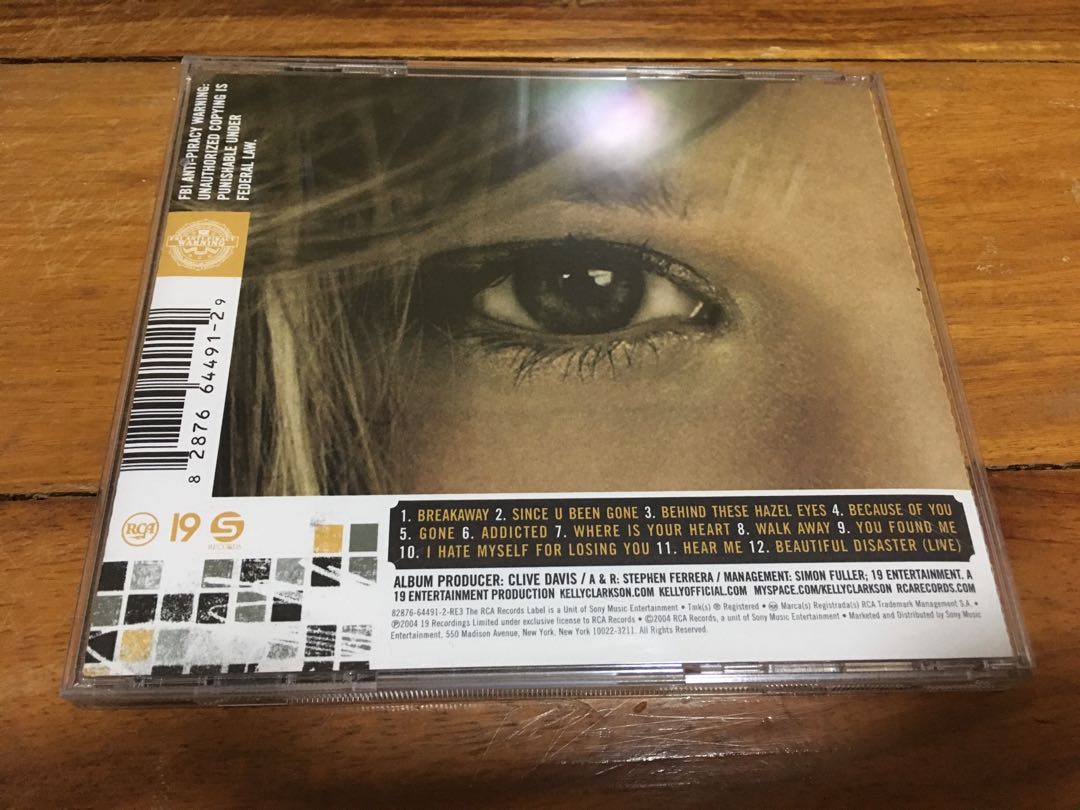 FBI ANTI-PIRACY WARNING:
UNAUTHORIZED COPYING IS
PUNISHABLE UNDER
FEDERAL LAW.
FBI ANTI-PIRACY
WARNING
8 2876 64491-2 9
RCA 19 S
RECORDS
1. BREAKAWAY 2. SINCE U BEEN GONE 3. BEHIND THESE HAZEL EYES 4. BECAUSE OF YOU
5. GONE 6. ADDICTED 7. WHERE IS YOUR HEART 8. WALK AWAY 9. YOU FOUND ME
10. I HATE MYSELF FOR LOSING YOU 11. HEAR ME 12. BEAUTIFUL DISASTER (LIVE)
ALBUM PRODUCER: CLIVE DAVIS / A & R: STEPHEN FERRERA / MANAGEMENT: SIMON FULLER; 19 ENTERTAINMENT. A
19 ENTERTAINMENT PRODUCTION KELLYCLARKSON.COM KELLYOFFICIAL.COM MYSPACE.COM/KELLYCLARKSON RCARECORDS.COM
82876-64491-2-RE3 The RCA Records Label is a Unit of Sony Music Entertainment • Tmk(s) ® Registered • Marca(s) Registrada(s) RCA Trademark Management S.A. •
℗2004 19 Recordings Limited under exclusive license to RCA Records • ©2004 RCA Records, a unit of Sony Music Entertainment • Marketed and Distributed by Sony Music
Entertainment, 550 Madison Avenue, New York, New York 10022-3211. All Rights Reserved.